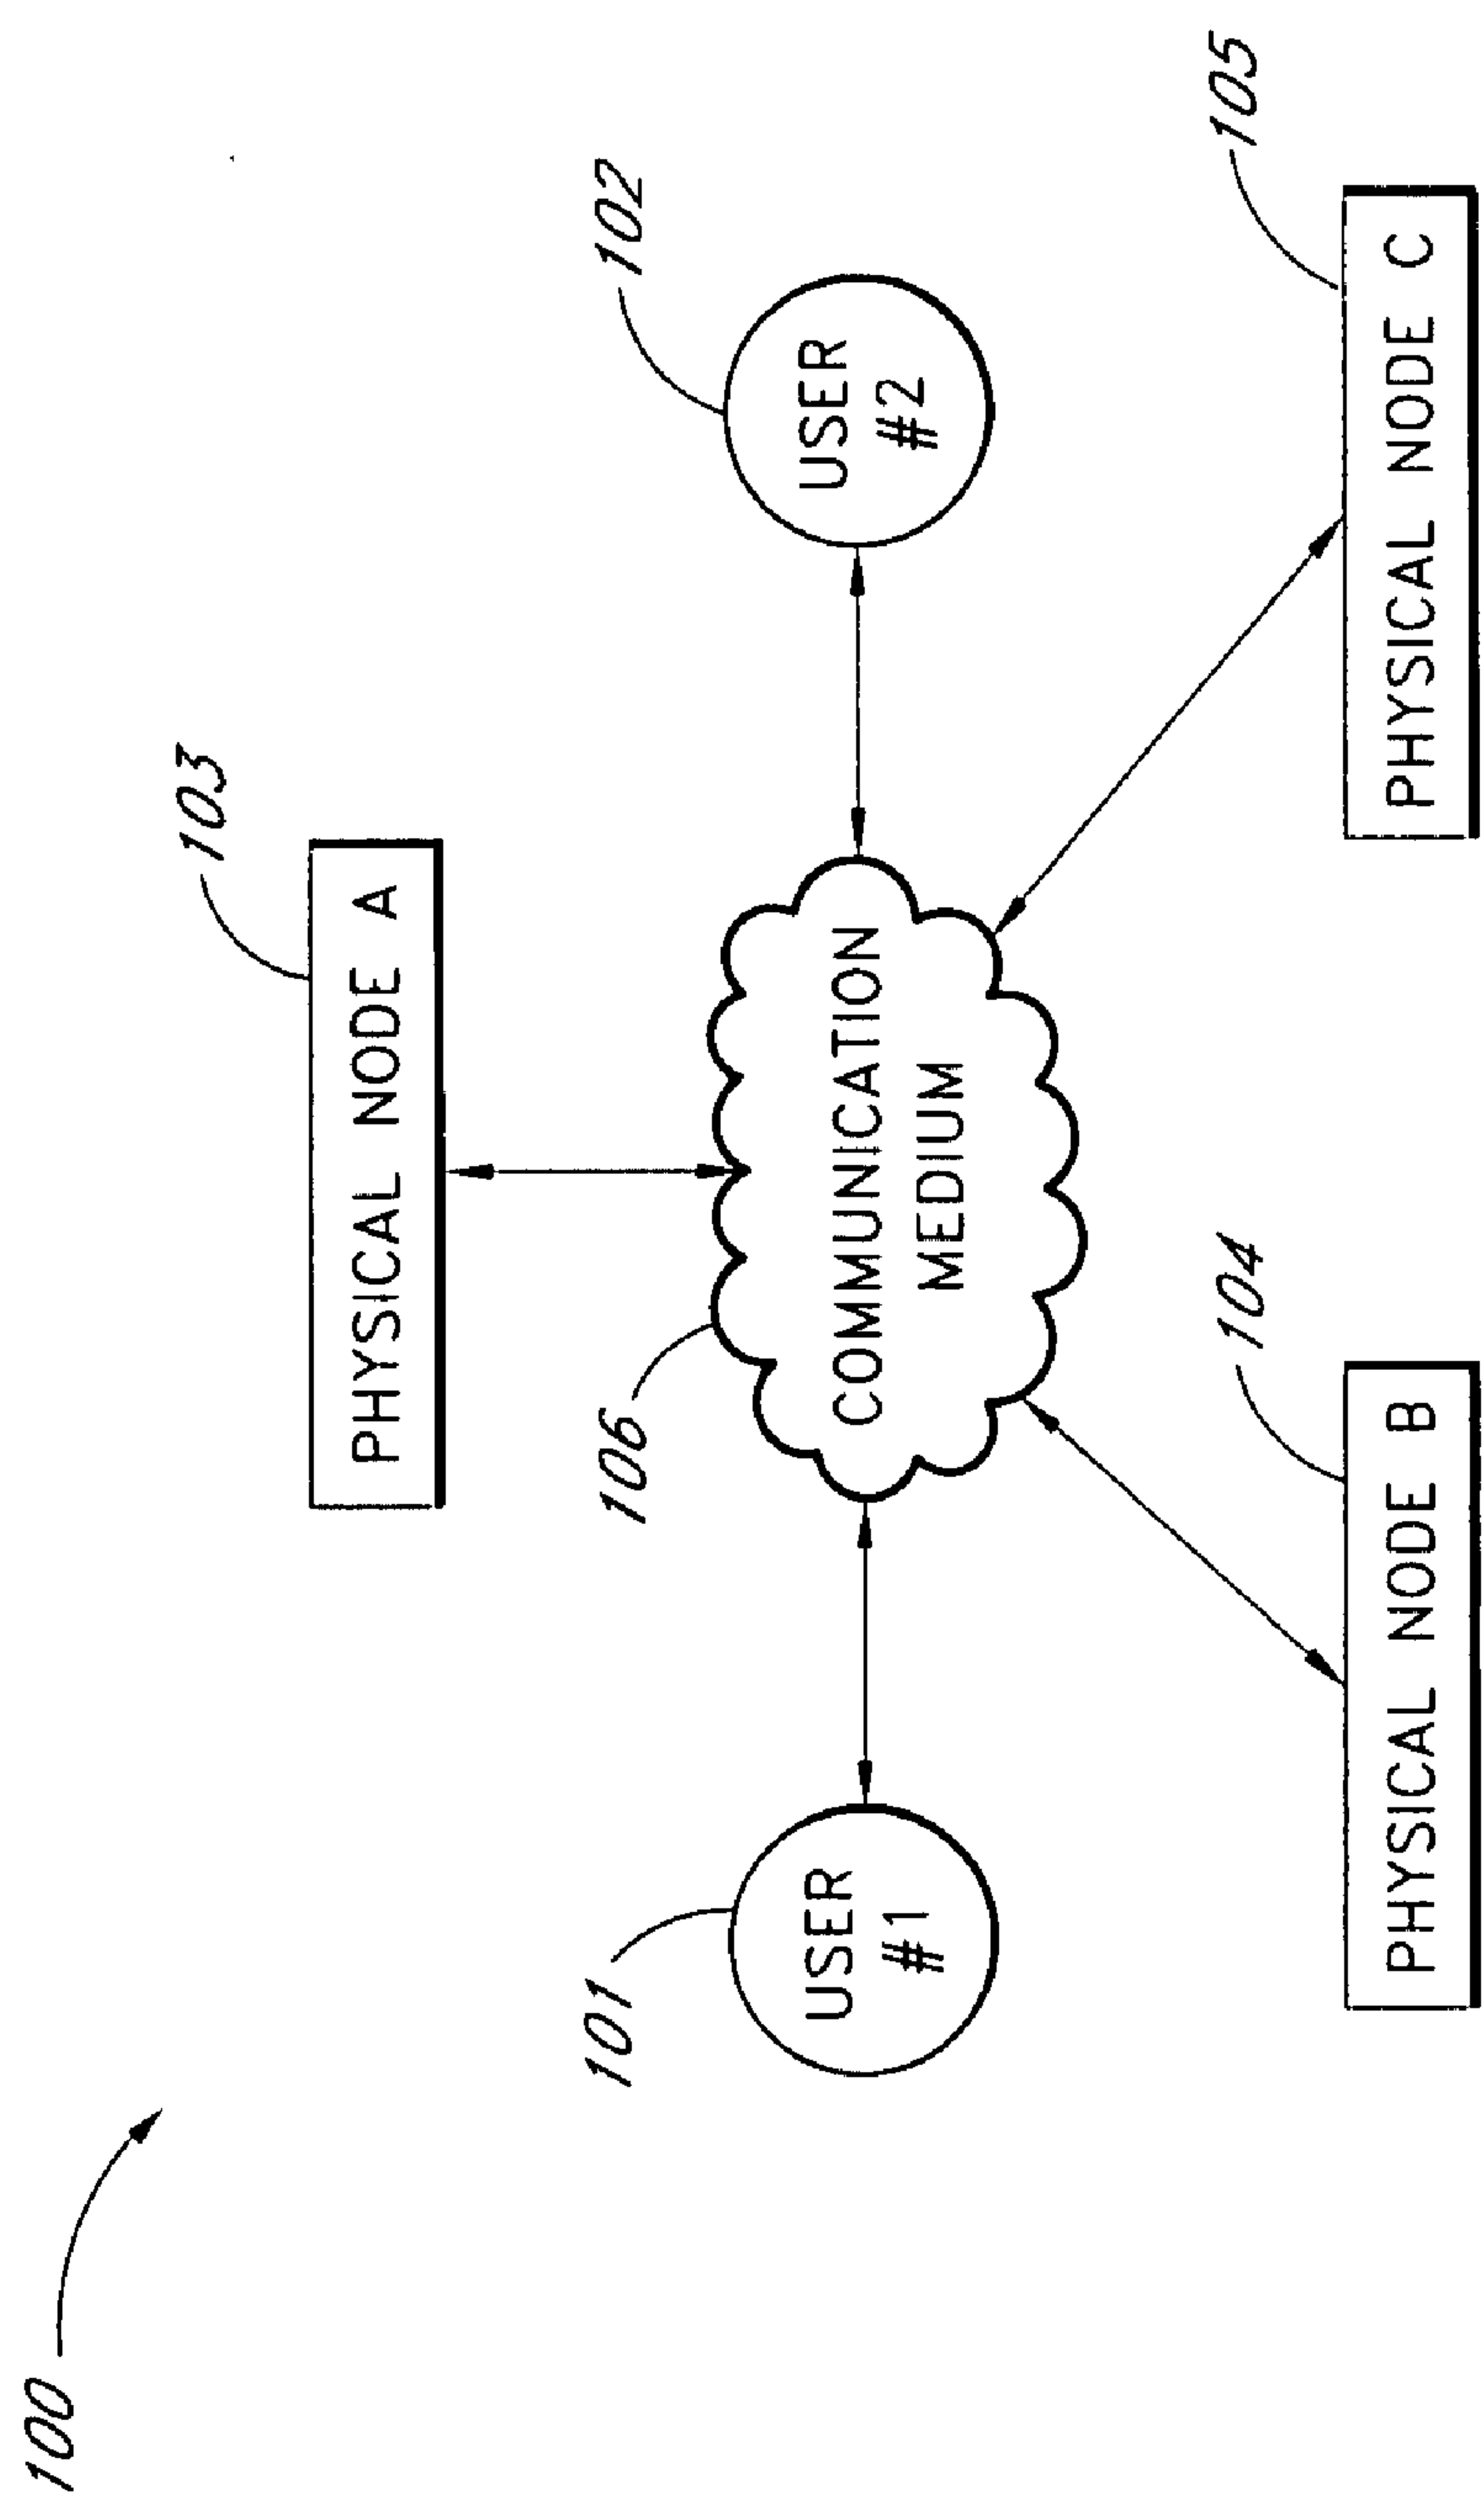 100
103
PHYSICAL NODE A
101
106
102
USER
#1
COMMUNICATION
MEDIUM
USER
#2
104
105
PHYSICAL NODE B
PHYSICAL NODE C